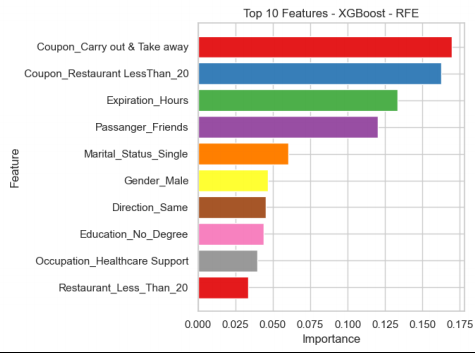 Top 10 Features - XGBoost - RFE
Feature
Coupon_Carry out & Take away
Coupon_Restaurant LessThan_20
Expiration_Hours
Passanger_Friends
Marital_Status_Single
Gender_Male
Direction_Same
Education_No_Degree
Occupation_Healthcare Support
Restaurant_Less_Than_20
0.000 0.025 0.050 0.075 0.100 0.125 0.150 0.175
Importance